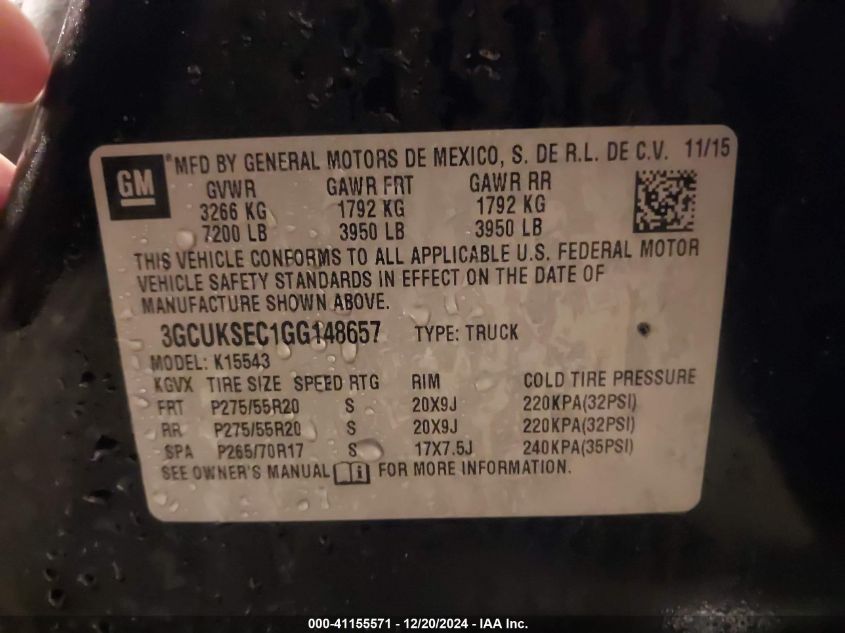 GM ® MFD BY GENERAL MOTORS DE MEXICO, S. DE R.L. DE C.V. 11/15
GVWR GAWR FRT GAWR RR
3266 KG 1792 KG 1792 KG
7200 LB 3950 LB 3950 LB
THIS VEHICLE CONFORMS TO ALL APPLICABLE U.S. FEDERAL MOTOR
VEHICLE SAFETY STANDARDS IN EFFECT ON THE DATE OF
MANUFACTURE SHOWN ABOVE.
3GCUKSEC1GG148657 TYPE: TRUCK
MODEL: K15543
KGVX TIRE SIZE SPEED RTG RIM COLD TIRE PRESSURE
FRT P275/55R20 S 20X9J 220KPA(32PSI)
RR P275/55R20 S 20X9J 220KPA(32PSI)
SPA P265/70R17 S 17X7.5J 240KPA(35PSI)
SEE OWNER'S MANUAL FOR MORE INFORMATION.
000-41155571 - 12/20/2024 - IAA Inc.